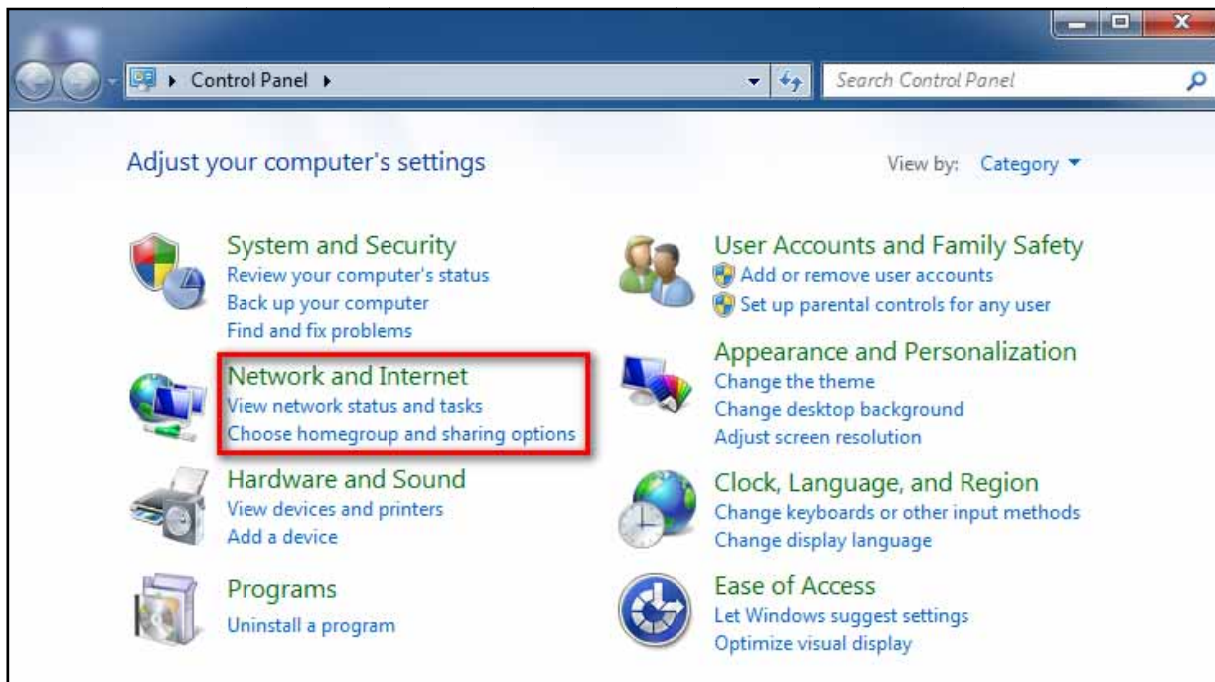 Control Panel
Search Control Panel
Adjust your computer's settings
View by: Category
System and Security
Review your computer's status
Back up your computer
Find and fix problems
Network and Internet
View network status and tasks
Choose homegroup and sharing options
Hardware and Sound
View devices and printers
Add a device
Programs
Uninstall a program
User Accounts and Family Safety
Add or remove user accounts
Set up parental controls for any user
Appearance and Personalization
Change the theme
Change desktop background
Adjust screen resolution
Clock, Language, and Region
Change keyboards or other input methods
Change display language
Ease of Access
Let Windows suggest settings
Optimize visual display